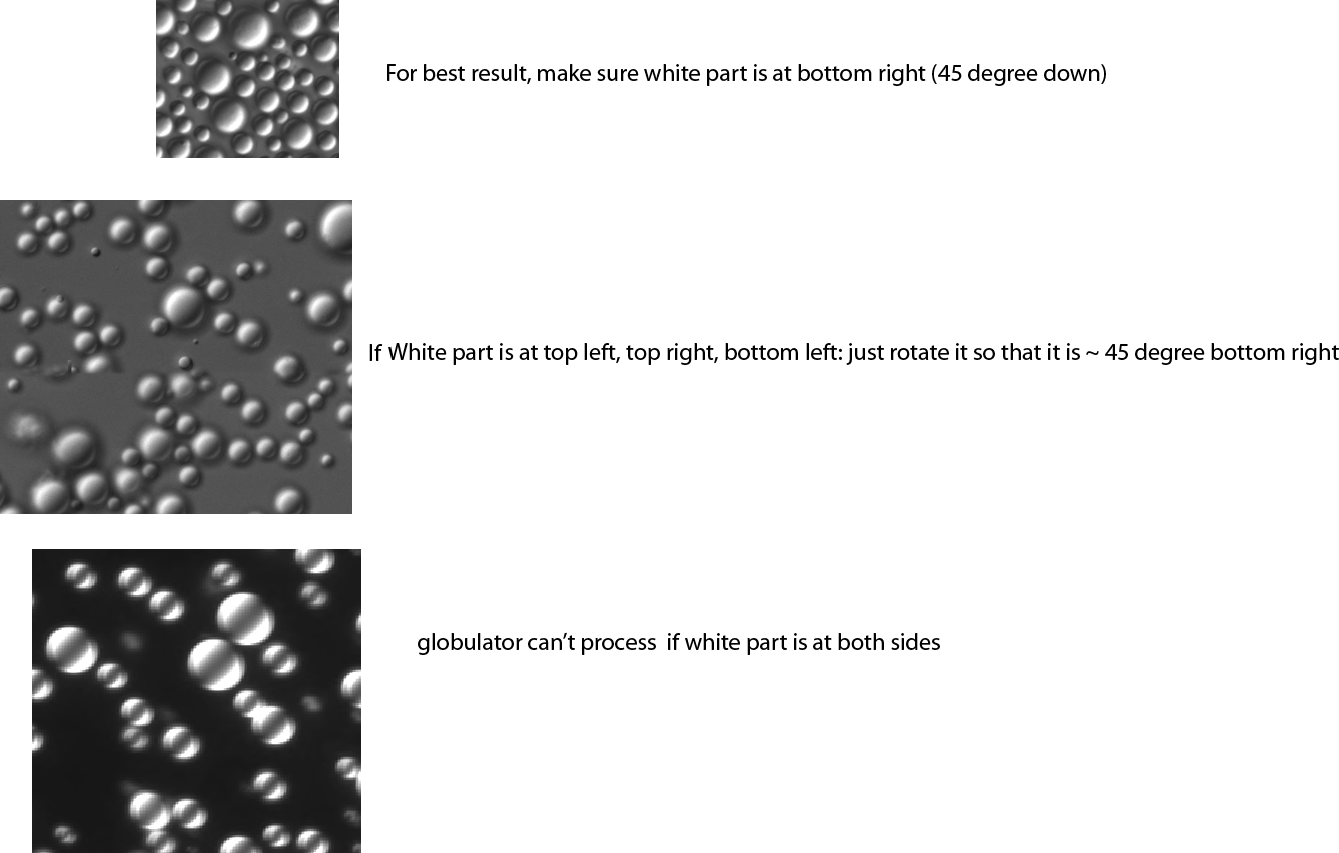 For best result, make sure white part is at bottom right (45 degree down)
If White part is at top left, top right, bottom left: just rotate it so that it is ~ 45 degree bottom right
globulator can't process  if white part is at both sides